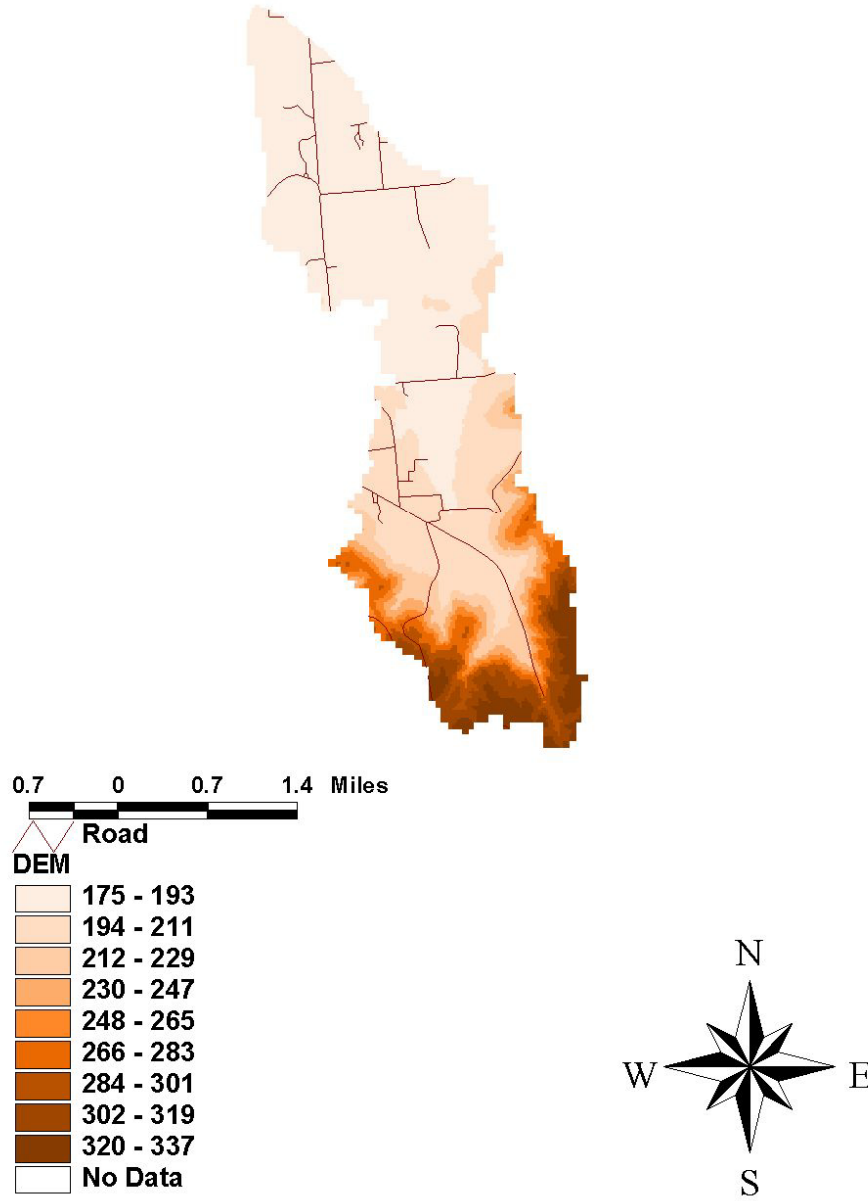 0.7 0 0.7 1.4 Miles
Road
DEM
175 - 193
194 - 211
212 - 229
230 - 247
248 - 265
266 - 283
284 - 301
302 - 319
320 - 337
No Data
N
W E
S